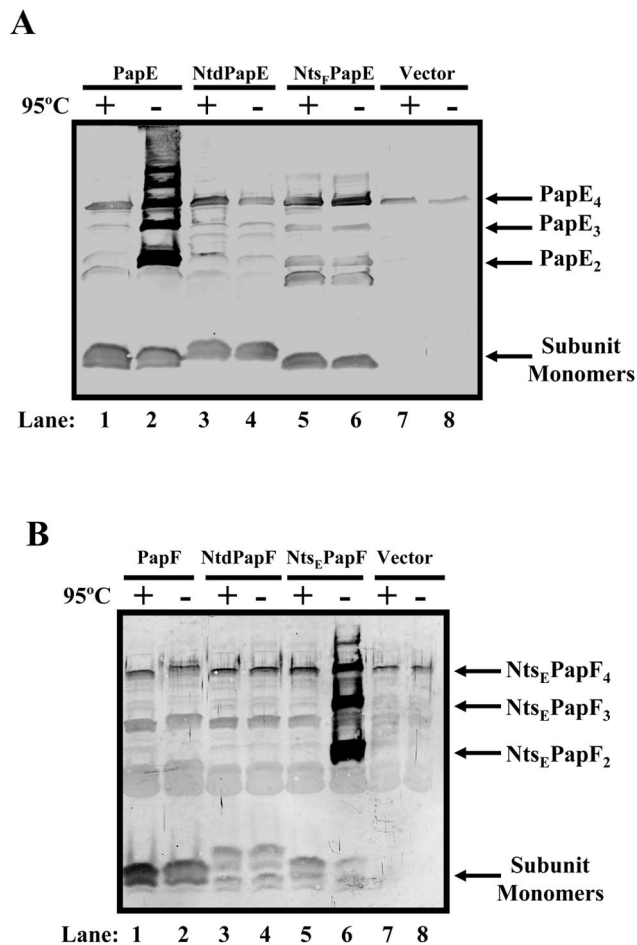 A
PapE NtdPapE NtsFPapE Vector
95ºC + - + - + - + -
PapE4
PapE3
PapE2
Subunit
Monomers
Lane: 1 2 3 4 5 6 7 8
B
PapF NtdPapF NtsEPapF Vector
95ºC + - + - + - + -
NtsEPapF4
NtsEPapF3
NtsEPapF2
Subunit
Monomers
Lane: 1 2 3 4 5 6 7 8